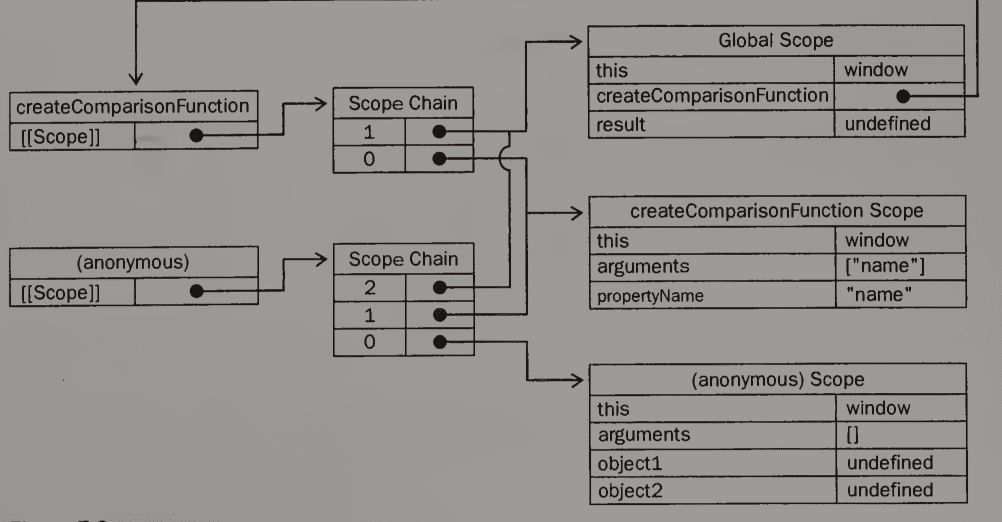 createComparisonFunction
[[Scope]]
Scope Chain
1
0
Global Scope
this window
createComparisonFunction
result undefined
createComparisonFunction Scope
this window
arguments ["name"]
propertyName "name"
(anonymous)
[[Scope]]
Scope Chain
2
1
0
(anonymous) Scope
this window
arguments []
object1 undefined
object2 undefined